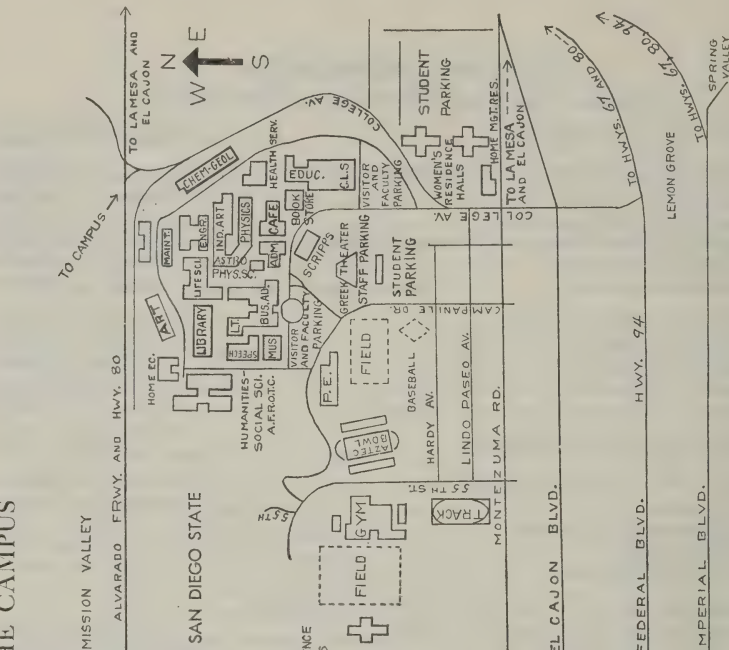 HE CAMPUS
MISSION VALLEY
ALVARADO FRWY. AND HWY. 80
SAN DIEGO STATE
TO LA MESA AND
EL CAJON
N
E
W
S
TO CAMPUS
COLLEGE AV.
CHEM-GEOL
HEALTH SERV.
MAINT.
ENGR.
IND. ART
PHYSICS
CAFE
BOOK
STORE
EDUC.
C.L.S
ART
LIFE SCI.
ASTRO
PHYS.SC.
ADM.
SCRIPPS
VISITOR
AND
FACULTY
PARKING
LIBRARY
LT.
BUS.AD.
SPEECH
MUS
VISITOR
AND FACULTY
PARKING
GREEK THEATER
STAFF PARKING
STUDENT
PARKING
HOME EC.
HUMANITIES-
SOCIAL SCI.
A.F.R.O.T.C.
P.E.
FIELD
BASEBALL
CAMPANILE DR.
AZTEC
BOWL
HARDY AV.
LINDO PASEO AV.
MONTEZUMA RD.
55TH
55TH ST.
GYM
TRACK
FIELD
NCE
STUDENT
PARKING
WOMEN'S
RESIDENCE
HALLS
HOME MGT. RES.
TO LA MESA
AND EL CAJON
COLLEGE AV.
TO HWYS. 67 AND 80
TO HWYS. 67, 80, 94
LEMON GROVE
SPRING
VALLEY
EL CAJON BLVD.
FEDERAL BLVD.
HWY. 94
MPERIAL BLVD.